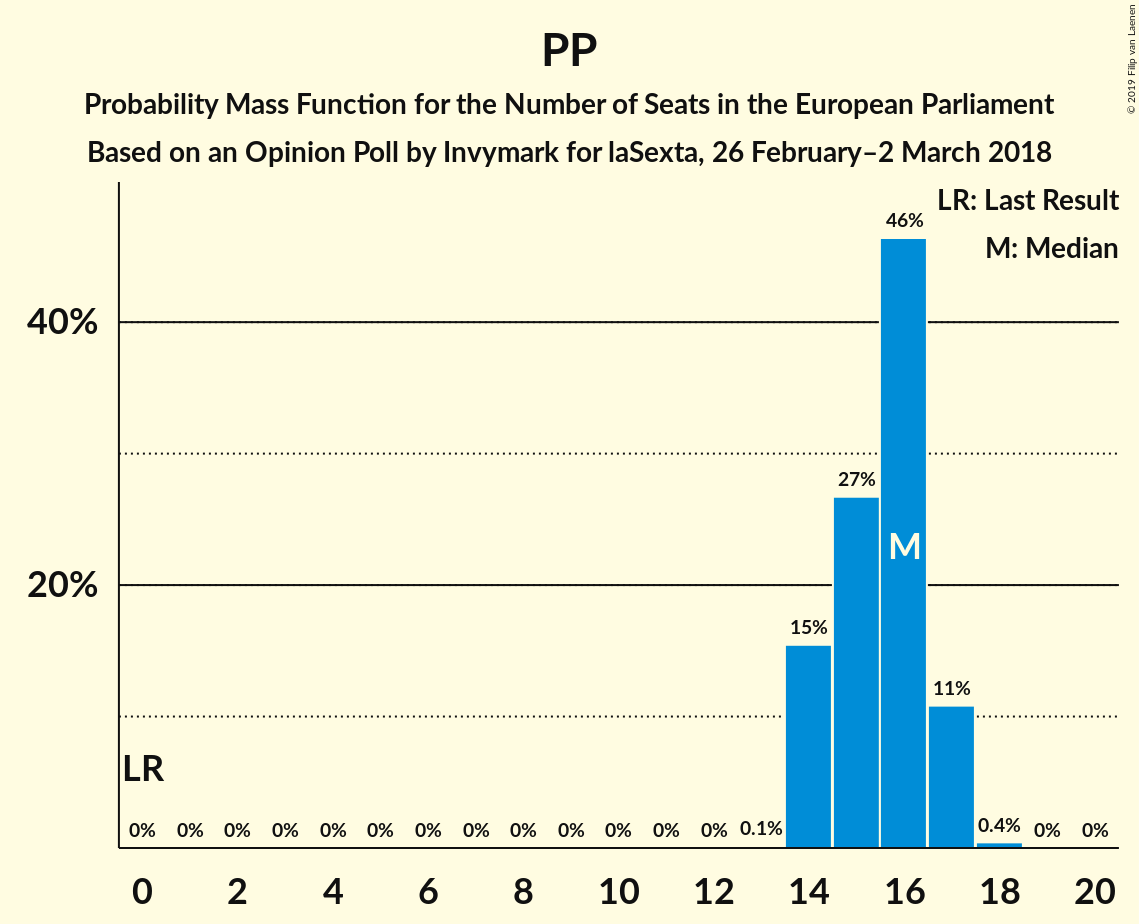 PP
Probability Mass Function for the Number of Seats in the European Parliament
Based on an Opinion Poll by Invymark for laSexta, 26 February–2 March 2018
© 2019 Filip van Laenen
LR: Last Result
M: Median
46%
40%
27%
M
20%
15%
11%
LR
0% 0% 0% 0% 0% 0% 0% 0% 0% 0% 0% 0% 0% 0.1% 0.4% 0% 0%
0 2 4 6 8 10 12 14 16 18 20